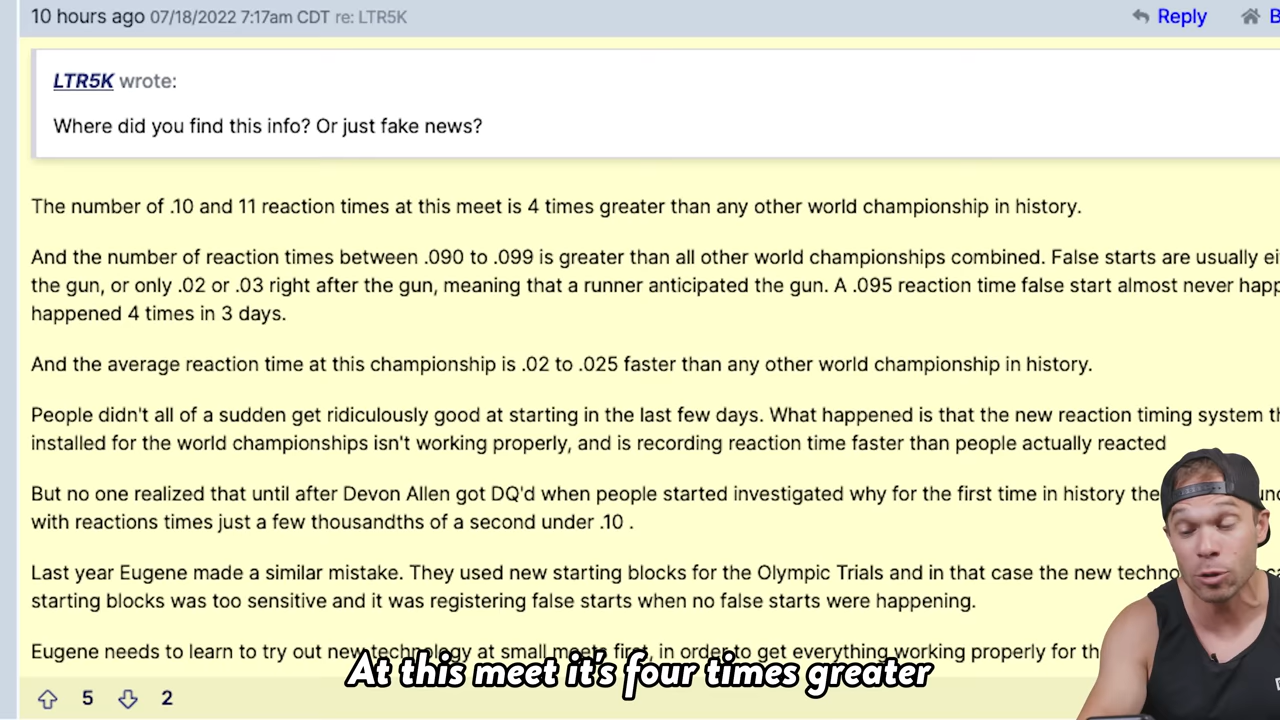 10 hours ago 07/18/2022 7:17am CDT re: LTR5K
Reply
LTR5K wrote:
Where did you find this info? Or just fake news?
The number of .10 and 11 reaction times at this meet is 4 times greater than any other world championship in history.
And the number of reaction times between .090 to .099 is greater than all other world championships combined. False starts are usually
the gun, or only .02 or .03 right after the gun, meaning that a runner anticipated the gun. A .095 reaction time false start almost never
happened 4 times in 3 days.
And the average reaction time at this championship is .02 to .025 faster than any other world championship in history.
People didn't all of a sudden get ridiculously good at starting in the last few days. What happened is that the new reaction timing system
installed for the world championships isn't working properly, and is recording reaction time faster than people actually reacted
But no one realized that until after Devon Allen got DQ'd when people started investigated why for the first time in history
with reactions times just a few thousandths of a second under .10 .
Last year Eugene made a similar mistake. They used new starting blocks for the Olympic Trials and in that case the new
starting blocks was too sensitive and it was registering false starts when no false starts were happening.
Eugene needs to learn to try out new technology at small meets first, in order to get everything working properly for
At this meet it's four times greater
5 2